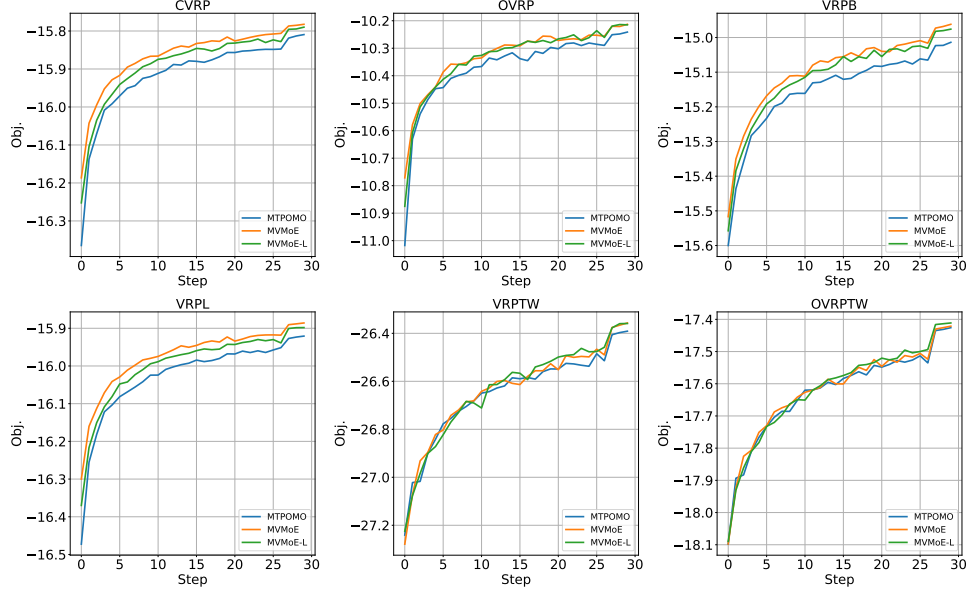 CVRP
Obj.
−15.8
−15.9
−16.0
−16.1
−16.2
−16.3
0 5 10 15 20 25 30
Step
MTPOMO
MVMoE
MVMoE-L
OVRP
Obj.
−10.2
−10.3
−10.4
−10.5
−10.6
−10.7
−10.8
−10.9
−11.0
0 5 10 15 20 25 30
Step
MTPOMO
MVMoE
MVMoE-L
VRPB
Obj.
−15.0
−15.1
−15.2
−15.3
−15.4
−15.5
−15.6
0 5 10 15 20 25 30
Step
MTPOMO
MVMoE
MVMoE-L
VRPL
Obj.
−15.9
−16.0
−16.1
−16.2
−16.3
−16.4
−16.5
0 5 10 15 20 25 30
Step
MTPOMO
MVMoE
MVMoE-L
VRPTW
Obj.
−26.4
−26.6
−26.8
−27.0
−27.2
0 5 10 15 20 25 30
Step
MTPOMO
MVMoE
MVMoE-L
OVRPTW
Obj.
−17.4
−17.5
−17.6
−17.7
−17.8
−17.9
−18.0
−18.1
0 5 10 15 20 25 30
Step
MTPOMO
MVMoE
MVMoE-L